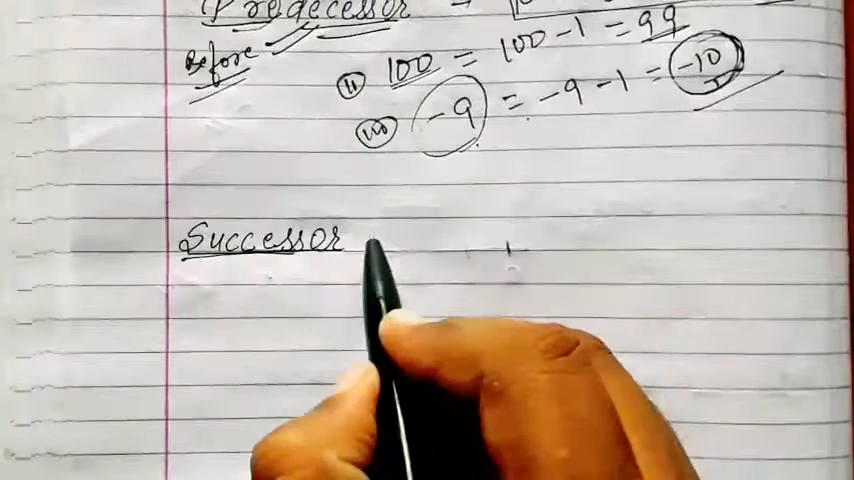 Predecessor →
Before
(ii) 100 = 100 - 1 = 99
(iii) -9 = -9 - 1 = -10
Successor